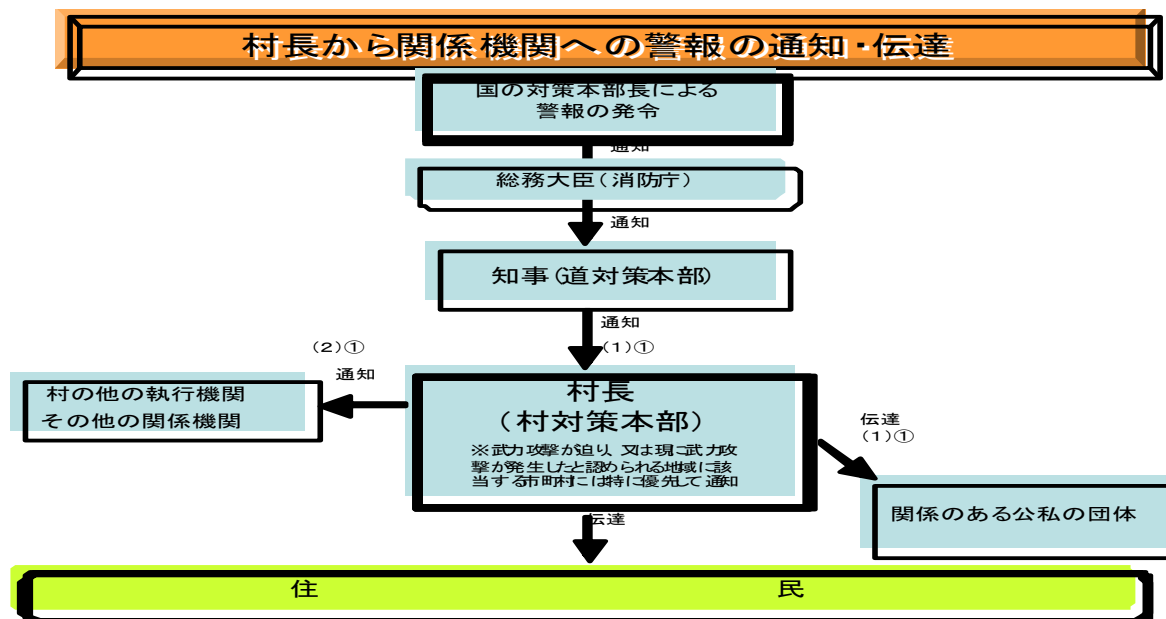 村長から関係機関への警報の通知・伝達
国の対策本部長による
警報の発令
通知
総務大臣(消防庁)
通知
知事(道対策本部)
通知
(2)①
(1)①
通知
村の他の執行機関
その他の関係機関
村長
(村対策本部)
※武力攻撃が迫り、又は現に武力攻
撃が発生したと認められる地域に該
当する市町村には特に優先して通知
伝達
(1)①
関係のある公私の団体
伝達
住 民